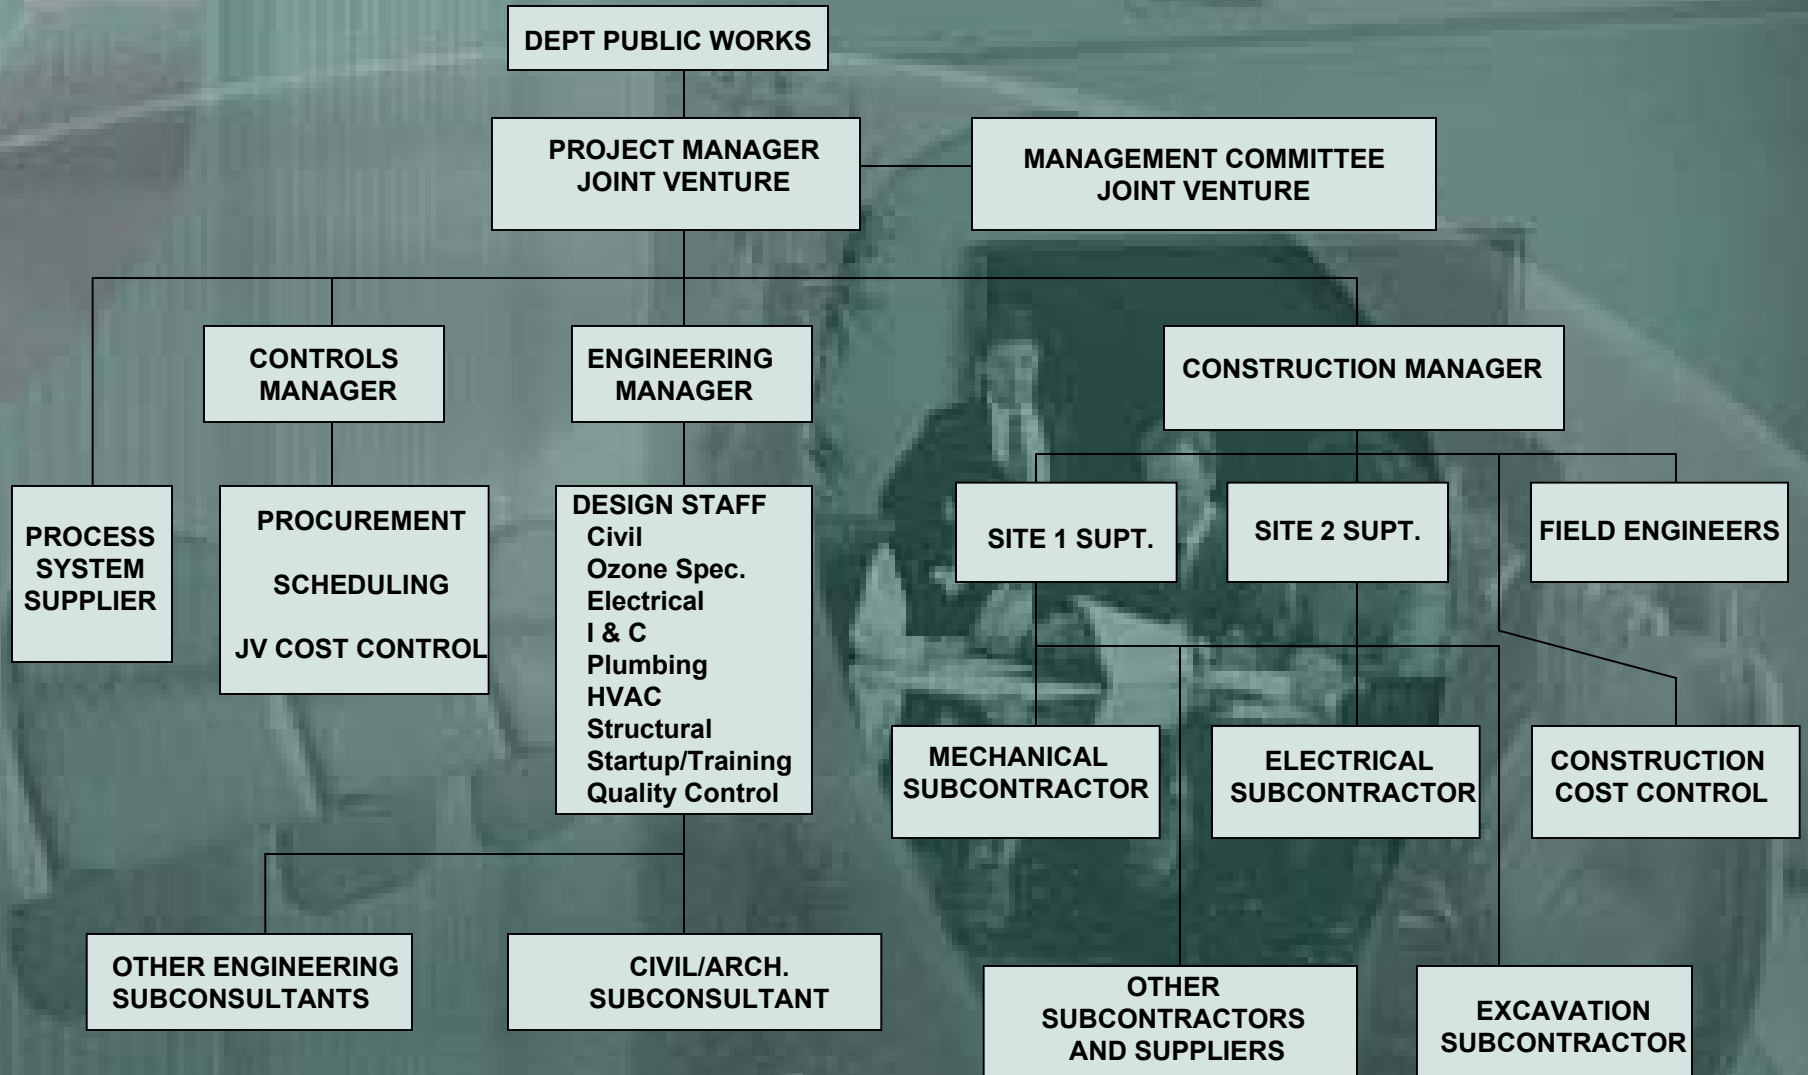 DEPT PUBLIC WORKS
PROJECT MANAGER
JOINT VENTURE
MANAGEMENT COMMITTEE
JOINT VENTURE
CONTROLS
MANAGER
ENGINEERING
MANAGER
CONSTRUCTION MANAGER
PROCESS
SYSTEM
SUPPLIER
PROCUREMENT
SCHEDULING
JV COST CONTROL
DESIGN STAFF
Civil
Ozone Spec.
Electrical
I & C
Plumbing
HVAC
Structural
Startup/Training
Quality Control
SITE 1 SUPT.
SITE 2 SUPT.
FIELD ENGINEERS
MECHANICAL
SUBCONTRACTOR
ELECTRICAL
SUBCONTRACTOR
CONSTRUCTION
COST CONTROL
OTHER ENGINEERING
SUBCONSULTANTS
CIVIL/ARCH.
SUBCONSULTANT
OTHER
SUBCONTRACTORS
AND SUPPLIERS
EXCAVATION
SUBCONTRACTOR